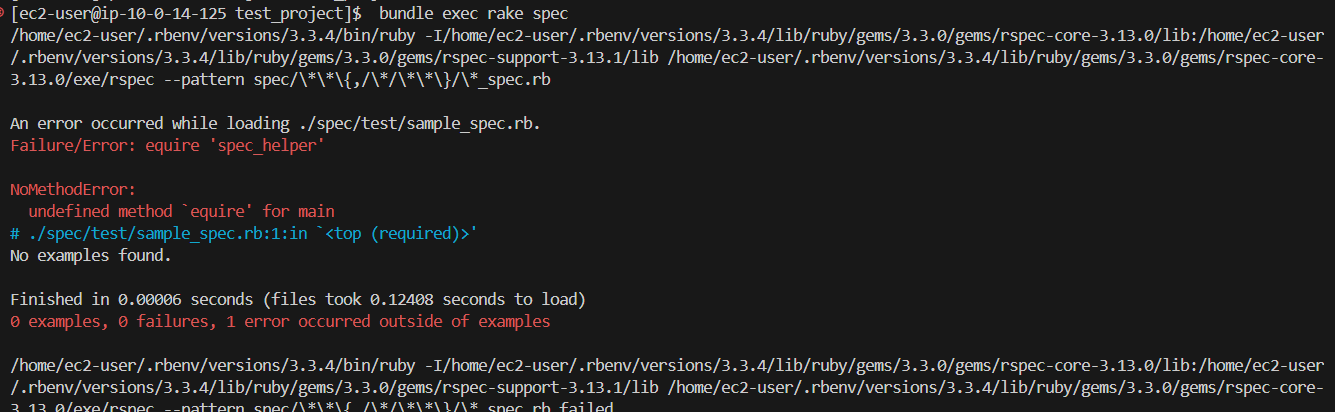 [ec2-user@ip-10-0-14-125 test_project]$  bundle exec rake spec
/home/ec2-user/.rbenv/versions/3.3.4/bin/ruby -I/home/ec2-user/.rbenv/versions/3.3.4/lib/ruby/gems/3.3.0/gems/rspec-core-3.13.0/lib:/home/ec2-user
/.rbenv/versions/3.3.4/lib/ruby/gems/3.3.0/gems/rspec-support-3.13.1/lib /home/ec2-user/.rbenv/versions/3.3.4/lib/ruby/gems/3.3.0/gems/rspec-core-
3.13.0/exe/rspec --pattern spec/\*\*\{,/\*/\*\*\}/\*_spec.rb
An error occurred while loading ./spec/test/sample_spec.rb.
Failure/Error: equire 'spec_helper'
NoMethodError:
  undefined method `equire' for main
# ./spec/test/sample_spec.rb:1:in `<top (required)>'
No examples found.
Finished in 0.00006 seconds (files took 0.12408 seconds to load)
0 examples, 0 failures, 1 error occurred outside of examples
/home/ec2-user/.rbenv/versions/3.3.4/bin/ruby -I/home/ec2-user/.rbenv/versions/3.3.4/lib/ruby/gems/3.3.0/gems/rspec-core-3.13.0/lib:/home/ec2-user
/.rbenv/versions/3.3.4/lib/ruby/gems/3.3.0/gems/rspec-support-3.13.1/lib /home/ec2-user/.rbenv/versions/3.3.4/lib/ruby/gems/3.3.0/gems/rspec-core-
3.13.0/exe/rspec --pattern spec/\*\*\{,/\*/\*\*\}/\*_spec.rb failed